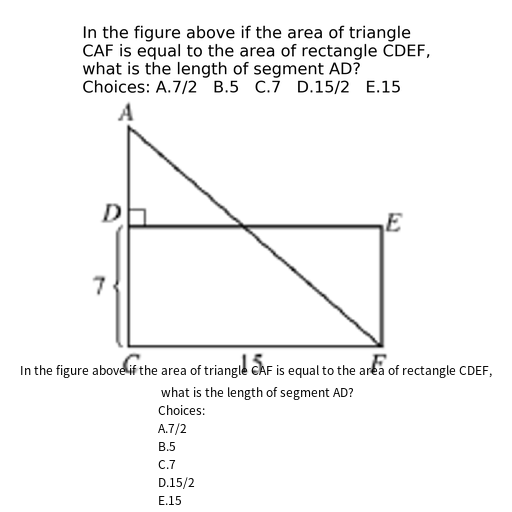 In the figure above if the area of triangle
CAF is equal to the area of rectangle CDEF,
what is the length of segment AD?
Choices: A.7/2 B.5 C.7 D.15/2 E.15
A
D
E
7
C 15 F
In the figure above if the area of triangle CAF is equal to the area of rectangle CDEF,
what is the length of segment AD?
Choices:
A.7/2
B.5
C.7
D.15/2
E.15